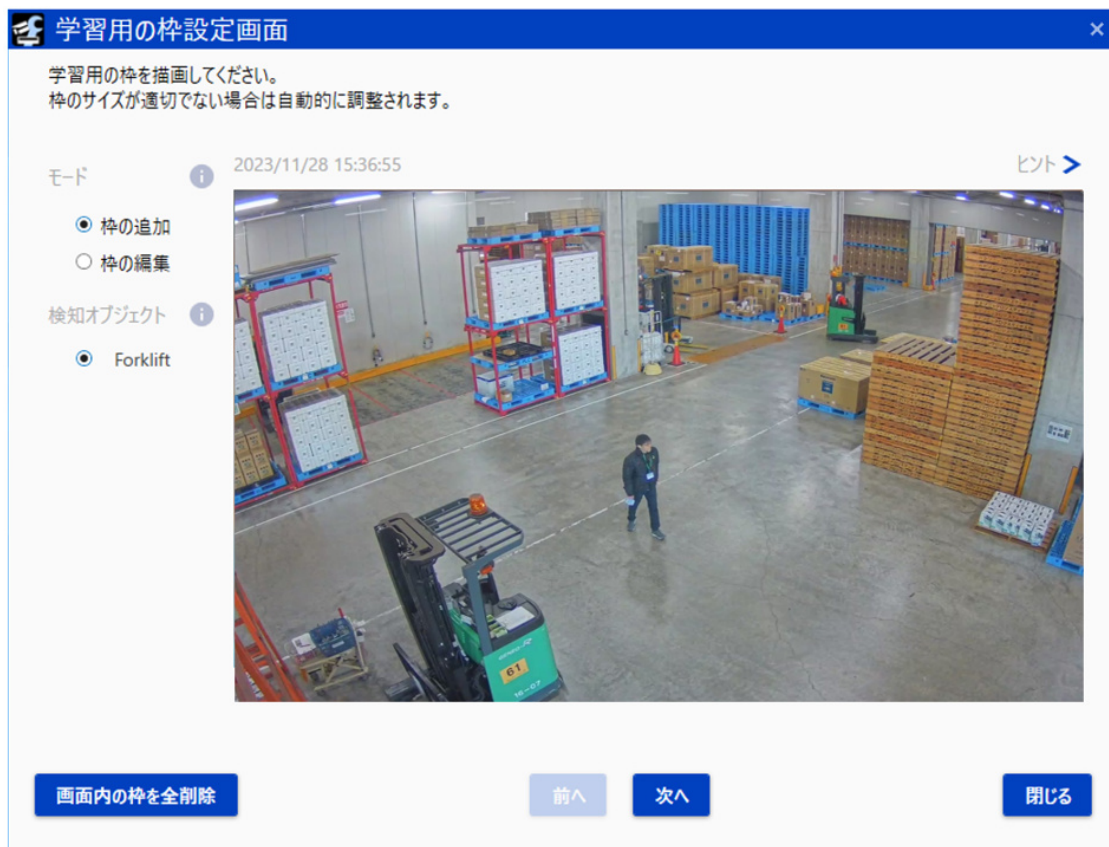 学習用の枠設定画面
学習用の枠を描画してください。
枠のサイズが適切でない場合は自動的に調整されます。
モード
2023/11/28 15:36:55
ヒント
枠の追加
枠の編集
検知オブジェクト
Forklift
61
16-07
画面内の枠を全削除
前へ
次へ
閉じる